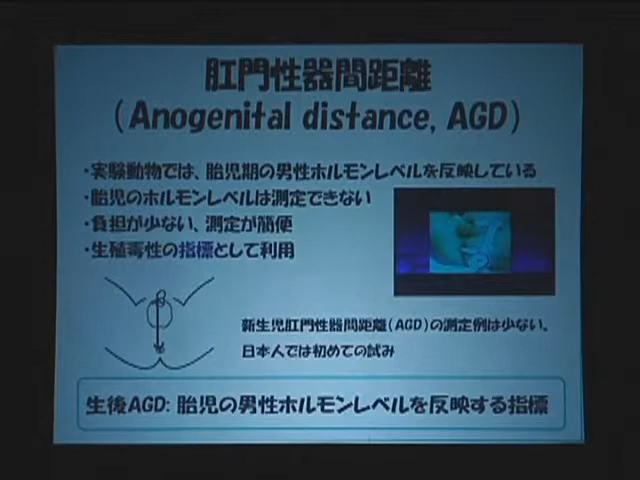 肛門性器間距離
(Anogenital distance, AGD)
・実験動物では、胎児期の男性ホルモンレベルを反映している
・胎児のホルモンレベルは測定できない
・負担が少ない、測定が簡便
・生殖毒性の指標として利用
新生児肛門性器間距離(AGD)の測定例は少ない。
日本人では初めての試み
生後AGD: 胎児の男性ホルモンレベルを反映する指標